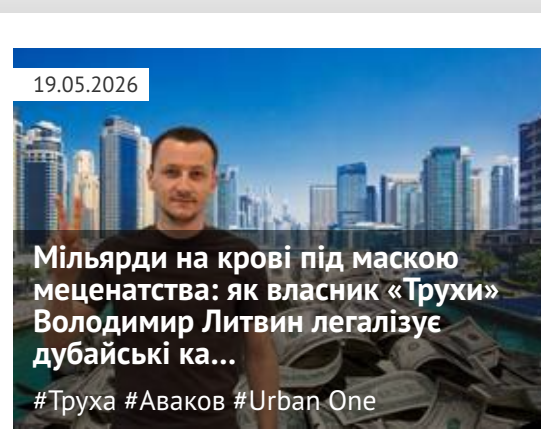 19.05.2026
Мільярди на крові під маскою
меценатства: як власник «Трухи»
Володимир Литвин легалізує
дубайські ка...
#Труха #Аваков #Urban One